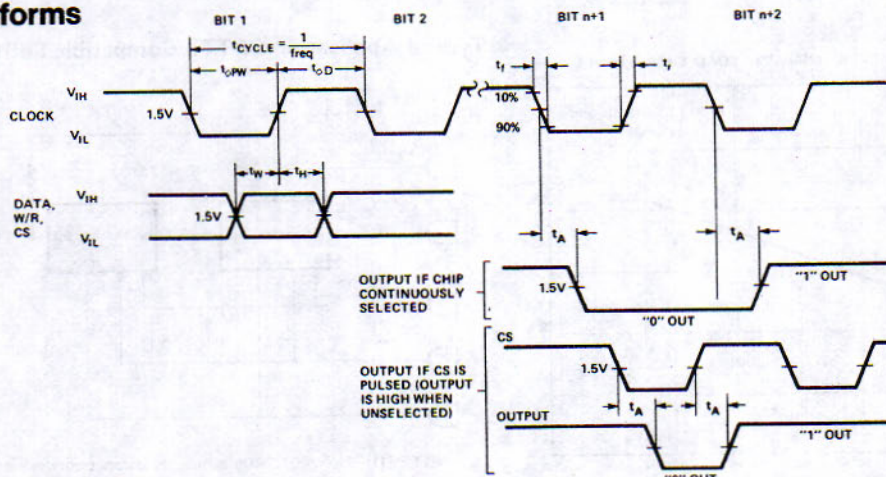 forms
BIT 1
BIT 2
BIT n+1
BIT n+2
tCYCLE = 1/freq
t○PW
t○D
tf
tr
VIH
10%
CLOCK
1.5V
90%
VIL
tW
tH
VIH
DATA,
W/R,
CS
1.5V
VIL
tA
tA
OUTPUT IF CHIP
CONTINUOUSLY
SELECTED
1.5V
"1" OUT
"0" OUT
CS
OUTPUT IF CS IS
PULSED (OUTPUT
IS HIGH WHEN
UNSELECTED)
1.5V
tA
tA
OUTPUT
"1" OUT
"0" OUT